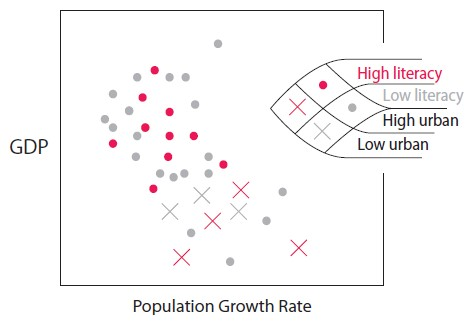 High literacy
Low literacy
High urban
Low urban
GDP
Population Growth Rate